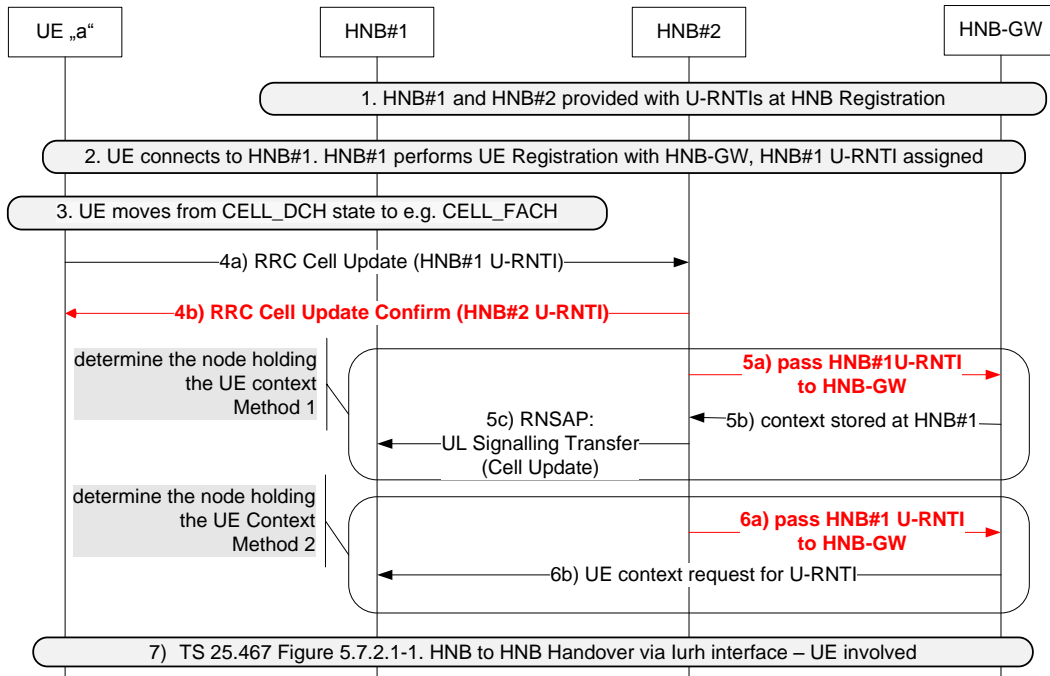 UE „a“
HNB#1
HNB#2
HNB-GW
1. HNB#1 and HNB#2 provided with U-RNTIs at HNB Registration
2. UE connects to HNB#1. HNB#1 performs UE Registration with HNB-GW, HNB#1 U-RNTI assigned
3. UE moves from CELL_DCH state to e.g. CELL_FACH
4a) RRC Cell Update (HNB#1 U-RNTI)
4b) RRC Cell Update Confirm (HNB#2 U-RNTI)
determine the node holding
the UE context
Method 1
5a) pass HNB#1U-RNTI
to HNB-GW
5b) context stored at HNB#1
5c) RNSAP:
UL Signalling Transfer
(Cell Update)
determine the node holding
the UE Context
Method 2
6a) pass HNB#1 U-RNTI
to HNB-GW
6b) UE context request for U-RNTI
7) TS 25.467 Figure 5.7.2.1-1. HNB to HNB Handover via Iurh interface – UE involved